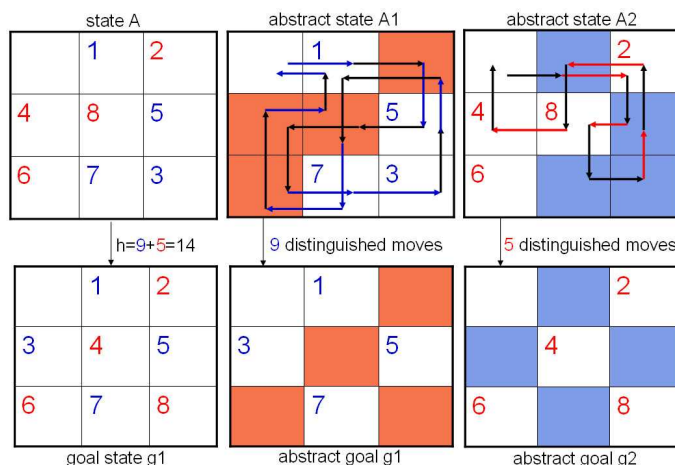 state A
abstract state A1
abstract state A2
1 2
1
2
4 8 5
5
4 8
6 7 3
7 3
6
h=9+5=14
9 distinguished moves
5 distinguished moves
1 2
1
2
3 4 5
3 5
4
6 7 8
7
6 8
goal state g1
abstract goal g1
abstract goal g2